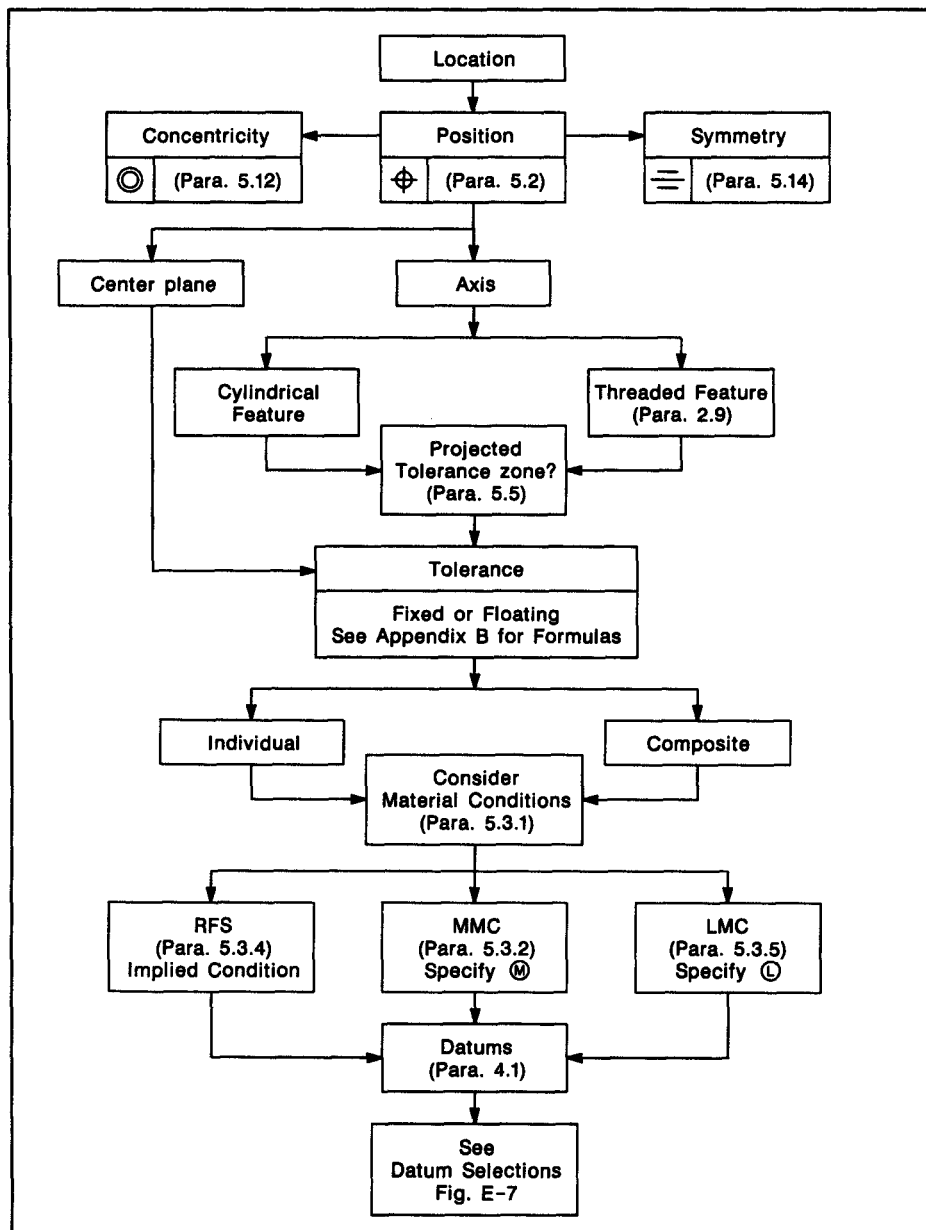 Location
Concentricity
(Para. 5.12)
Position
(Para. 5.2)
Symmetry
(Para. 5.14)
Center plane
Axis
Cylindrical
Feature
Threaded Feature
(Para. 2.9)
Projected
Tolerance zone?
(Para. 5.5)
Tolerance
Fixed or Floating
See Appendix B for Formulas
Individual
Composite
Consider
Material Conditions
(Para. 5.3.1)
RFS
(Para. 5.3.4)
Implied Condition
MMC
(Para. 5.3.2)
Specify Ⓜ
LMC
(Para. 5.3.5)
Specify Ⓛ
Datums
(Para. 4.1)
See
Datum Selections
Fig. E-7